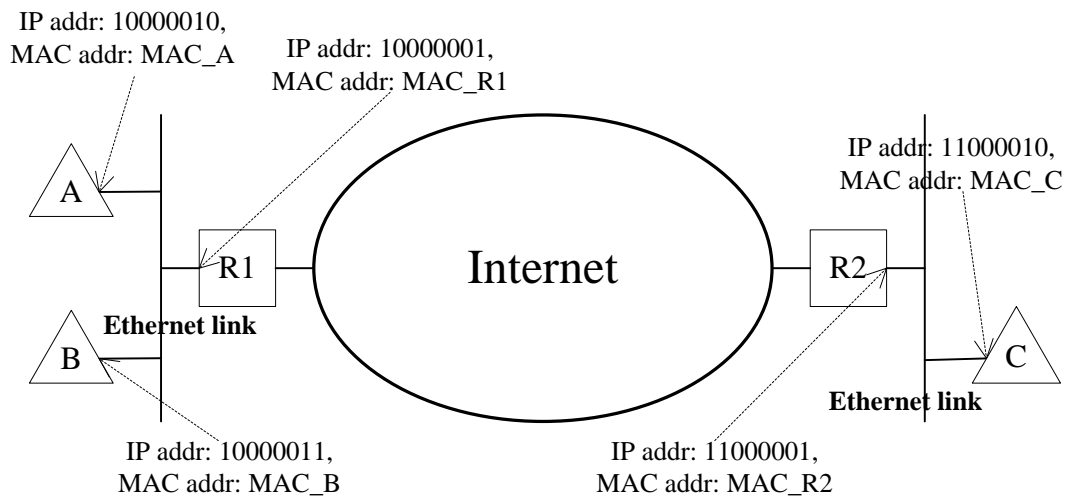 IP addr: 10000010,
MAC addr: MAC_A
IP addr: 10000001,
MAC addr: MAC_R1
IP addr: 11000010,
MAC addr: MAC_C
A
R1
Internet
R2
Ethernet link
B
C
Ethernet link
IP addr: 10000011,
MAC addr: MAC_B
IP addr: 11000001,
MAC addr: MAC_R2